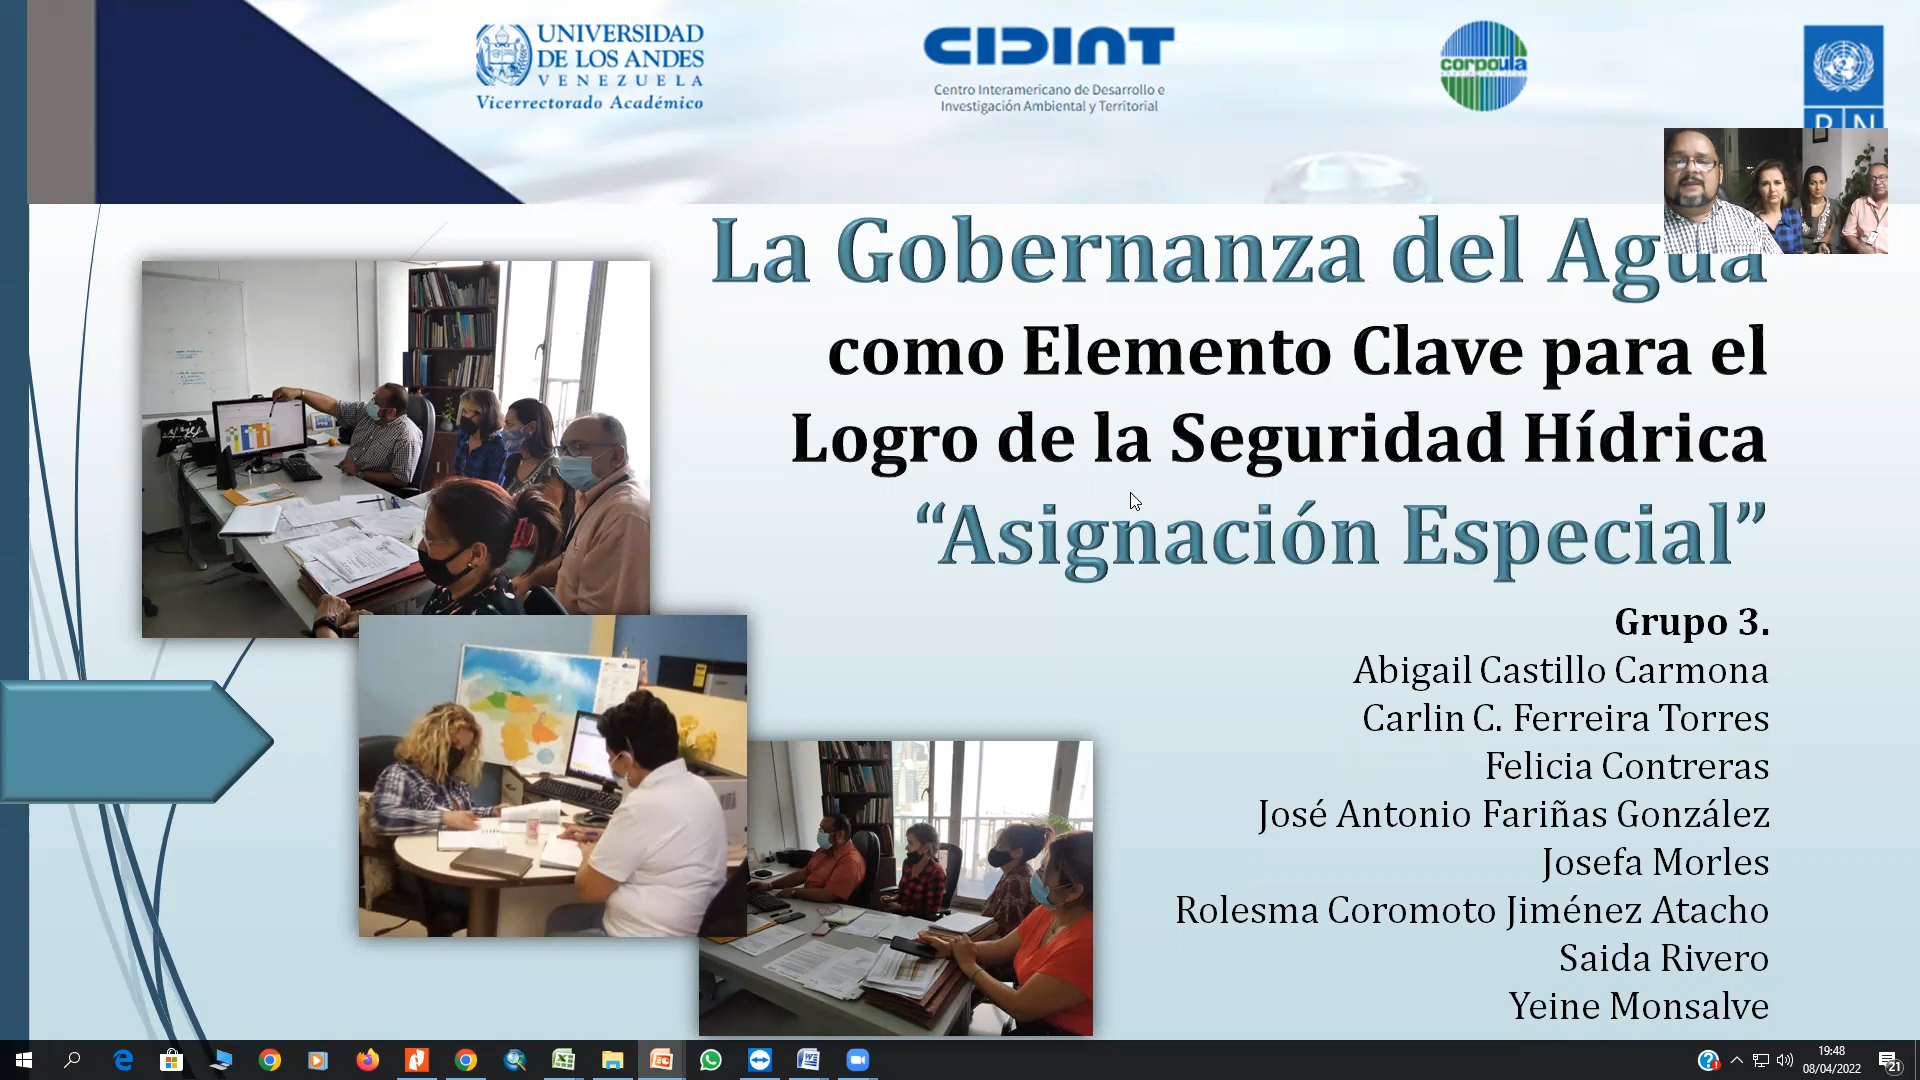 UNIVERSIDAD
DE LOS ANDES
VENEZUELA
Vicerrectorado Académico
CIDIAT
Centro Interamericano de Desarrollo e
Investigación Ambiental y Territorial
corpoula
P N
La Gobernanza del Agua
como Elemento Clave para el
Logro de la Seguridad Hídrica
“Asignación Especial”
Grupo 3.
Abigail Castillo Carmona
Carlin C. Ferreira Torres
Felicia Contreras
José Antonio Fariñas González
Josefa Morles
Rolesma Coromoto Jiménez Atacho
Saida Rivero
Yeine Monsalve
19:48
08/04/2022
21